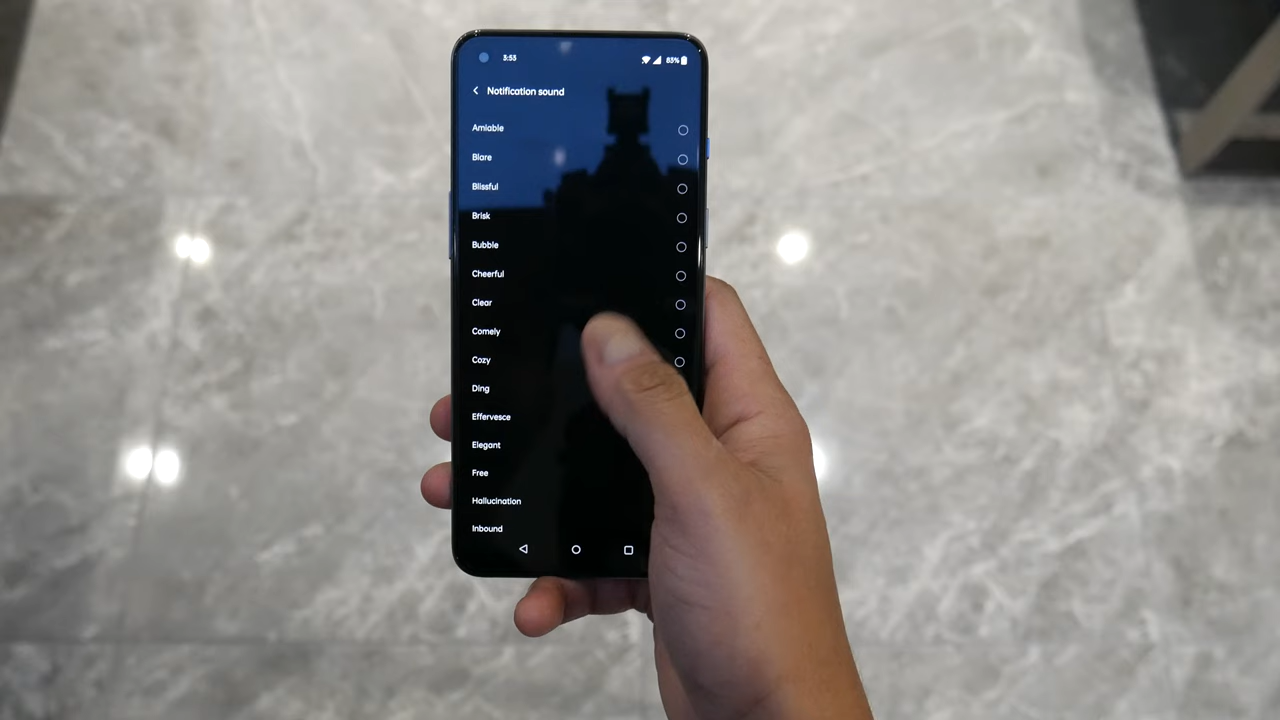 3:53
83%
Notification sound
Amiable
Blare
Blissful
Brisk
Bubble
Cheerful
Clear
Comely
Cozy
Ding
Effervesce
Elegant
Free
Hallucination
Inbound